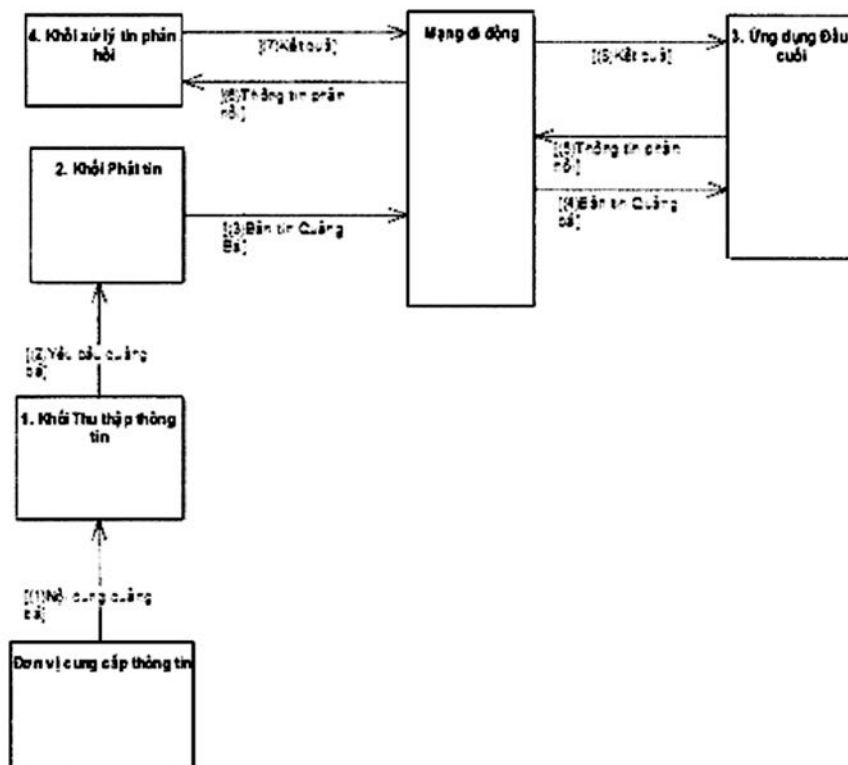 4. Khối xử lý tin phản
hồi
[(7)Kết quả]
Mạng di động
[(8)Kết quả]
3. Ứng dụng Đầu
cuối
[(6)Thông tin phản
hồi]
[(5)Thông tin phản
hồi]
2. Khối Phát tin
[(3)Bản tin Quảng
Bá]
[(4)Bản tin Quảng
bá]
[(2)Yêu cầu quảng
bá]
1. Khối Thu thập thông
tin
[(1)Nội dung quảng
bá]
Đơn vị cung cấp thông tin